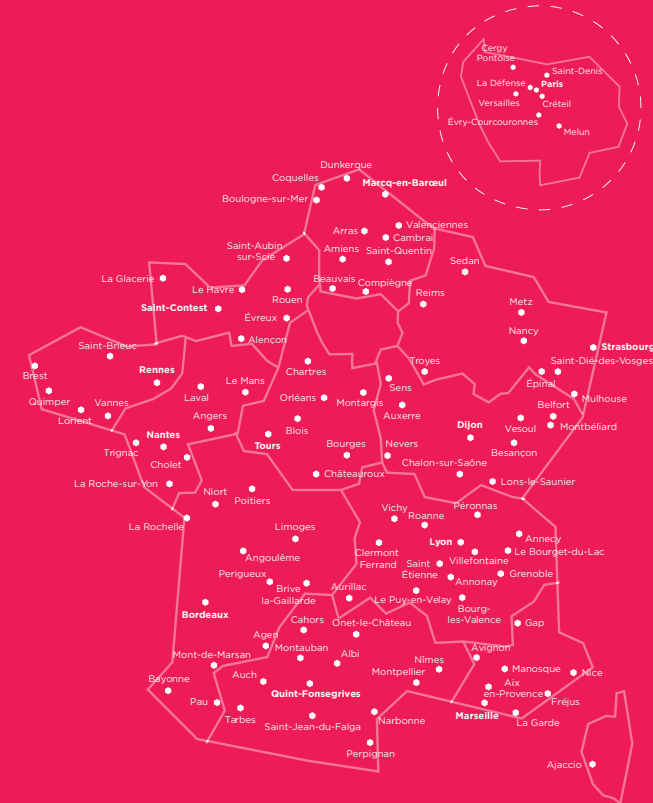 Cergy
Pontoise
Saint-Denis
La Défense
Paris
Versailles
Créteil
Évry-Courcouronnes
Melun
Dunkerque
Coquelles
Marcq-en-Barœul
Boulogne-sur-Mer
Valenciennes
Arras
Cambrai
Saint-Aubin
sur-Scie
Amiens
Saint-Quentin
Sedan
La Glacerie
Le Havre
Beauvais
Compiègne
Reims
Rouen
Metz
Saint-Contest
Évreux
Nancy
Alençon
Strasbourg
Saint-Brieuc
Saint-Dié-des-Vosges
Brest
Rennes
Chartres
Troyes
Épinal
Quimper
Vannes
Laval
Le Mans
Orléans
Montargis
Sens
Mulhouse
Lorient
Angers
Auxerre
Belfort
Nantes
Blois
Dijon
Vesoul
Montbéliard
Trignac
Tours
Bourges
Nevers
Besançon
Cholet
Chalon-sur-Saône
La Roche-sur-Yon
Châteauroux
Lons-le-Saunier
Niort
Poitiers
Vichy
Roanne
Péronnas
La Rochelle
Limoges
Lyon
Annecy
Angoulême
Clermont
Ferrand
Saint
Étienne
Villefontaine
Le Bourget-du-Lac
Perigueux
Brive
la-Gaillarde
Aurillac
Annonay
Grenoble
Le Puy-en-Velay
Bordeaux
Cahors
Onet-le-Château
Bourg-
les-Valence
Gap
Agen
Mont-de-Marsan
Montauban
Albi
Nîmes
Avignon
Bayonne
Auch
Montpellier
Manosque
Nice
Quint-Fonsegrives
Aix
en-Provence
Pau
Fréjus
Tarbes
Saint-Jean-du-Falga
Narbonne
Marseille
La Garde
Perpignan
Ajaccio